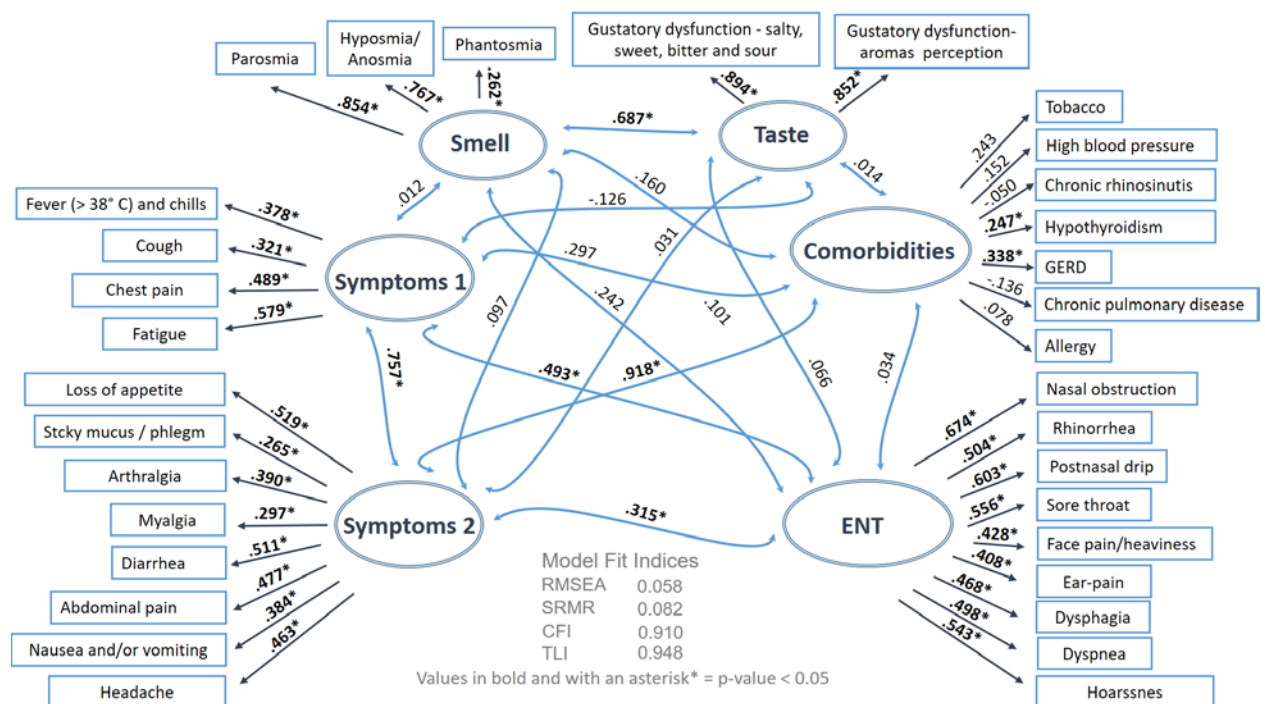 Parosmia
Hyposmia/
Anosmia
Phantosmia
Gustatory dysfunction - salty,
sweet, bitter and sour
Gustatory dysfunction-
aromas perception
.854*
.767*
.262*
.894*
.852*
Smell
.687*
Taste
Tobacco
High blood pressure
Chronic rhinosinutis
Hypothyroidism
GERD
Chronic pulmonary disease
Allergy
.243
.152
-.050
.247*
.338*
-.136
.078
Comorbidities
.012
-.126
.160
.014
.297
.031
.097
.242
.101
.066
.034
Fever (> 38° C) and chills
Cough
Chest pain
Fatigue
.378*
.321*
.489*
.579*
Symptoms 1
.757*
.493*
.918*
Loss of appetite
Stcky mucus / phlegm
Arthralgia
Myalgia
Diarrhea
Abdominal pain
Nausea and/or vomiting
Headache
.519*
.265*
.390*
.297*
.511*
.477*
.384*
.463*
Symptoms 2
.315*
ENT
.674*
.504*
.603*
.556*
.428*
.408*
.468*
.498*
.543*
Nasal obstruction
Rhinorrhea
Postnasal drip
Sore throat
Face pain/heaviness
Ear-pain
Dysphagia
Dyspnea
Hoarssnes
Model Fit Indices
RMSEA 0.058
SRMR 0.082
CFI 0.910
TLI 0.948
Values in bold and with an asterisk* = p-value < 0.05